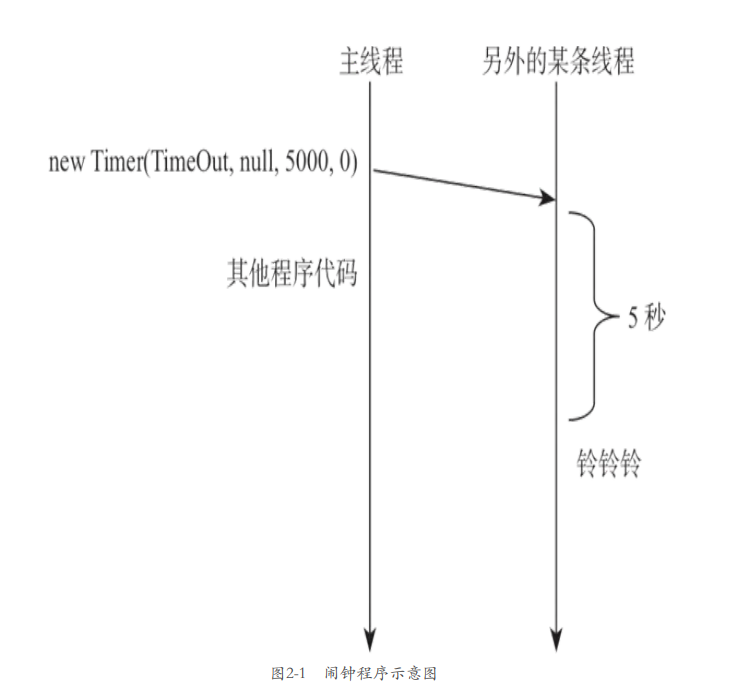 主线程
另外的某条线程
new Timer(TimeOut, null, 5000, 0)
其他程序代码
5 秒
铃铃铃
图2-1 闹钟程序示意图